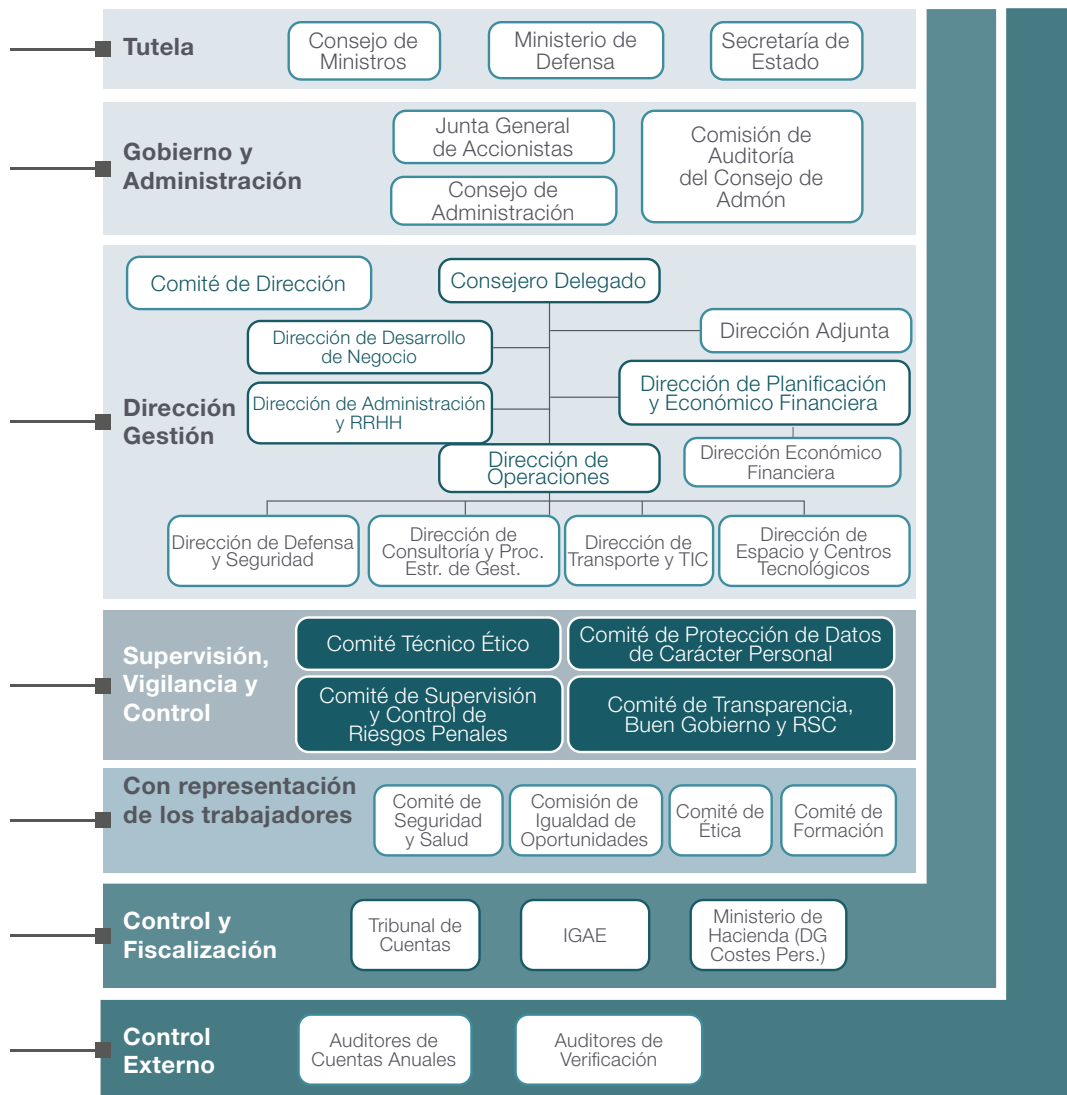 Tutela
Consejo de
Ministros
Ministerio de
Defensa
Secretaría de
Estado
Gobierno y
Administración
Junta General
de Accionistas
Consejo de
Administración
Comisión de
Auditoría
del Consejo de
Admón
Dirección
Gestión
Comité de Dirección
Consejero Delegado
Dirección de Desarrollo
de Negocio
Dirección Adjunta
Dirección de Administración
y RRHH
Dirección de Planificación
y Económico Financiera
Dirección Económico
Financiera
Dirección de
Operaciones
Dirección de Defensa
y Seguridad
Dirección de
Consultoría y Proc.
Estr. de Gest.
Dirección de
Transporte y TIC
Dirección de
Espacio y Centros
Tecnológicos
Supervisión,
Vigilancia y
Control
Comité Técnico Ético
Comité de Protección de Datos
de Carácter Personal
Comité de Supervisión
y Control de
Riesgos Penales
Comité de Transparencia,
Buen Gobierno y RSC
Con representación
de los trabajadores
Comité de
Seguridad
y Salud
Comisión de
Igualdad de
Oportunidades
Comité de
Ética
Comité de
Formación
Control y
Fiscalización
Tribunal de
Cuentas
IGAE
Ministerio de
Hacienda (DG
Costes Pers.)
Control
Externo
Auditores de
Cuentas Anuales
Auditores de
Verificación